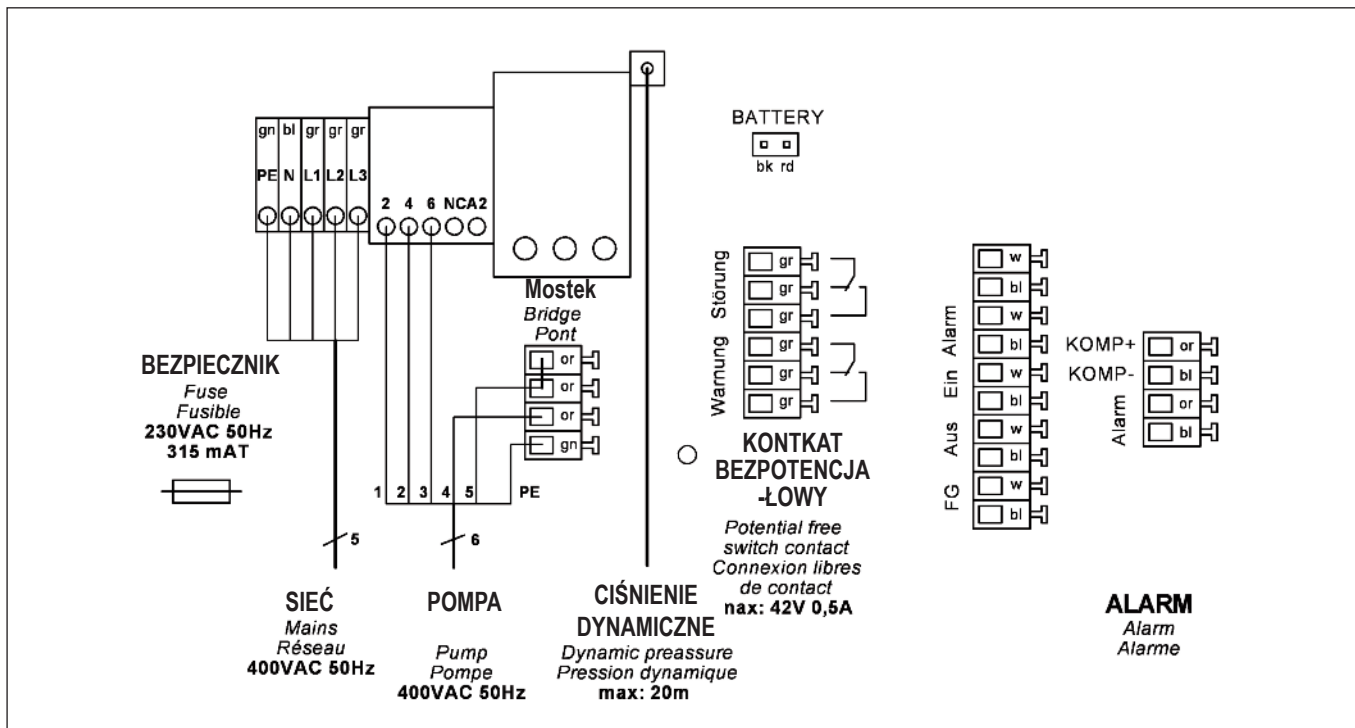 BATTERY
bk rd
gn bl gr gr gr
PE N L1 L2 L3
2 4 6 NC A2
Mostek
Bridge
Pont
or
or
or
gn
BEZPIECZNIK
Fuse
Fusible
230VAC 50Hz
315 mAT
1 2 3 4 5 PE
5
6
SIEĆ
Mains
Réseau
400VAC 50Hz
POMPA
Pump
Pompe
400VAC 50Hz
CIŚNIENIE
DYNAMICZNE
Dynamic preassure
Pression dynamique
max: 20m
Störung
Warnung
gr
gr
gr
gr
gr
gr
KONTKAT
BEZPOTENCJA
-ŁOWY
Potential free
switch contact
Connexion libres
de contact
nax: 42V 0,5A
Alarm
Ein
Aus
FG
w
bl
w
bl
w
bl
w
bl
w
bl
KOMP+
KOMP-
Alarm
or
bl
or
bl
ALARM
Alarm
Alarme